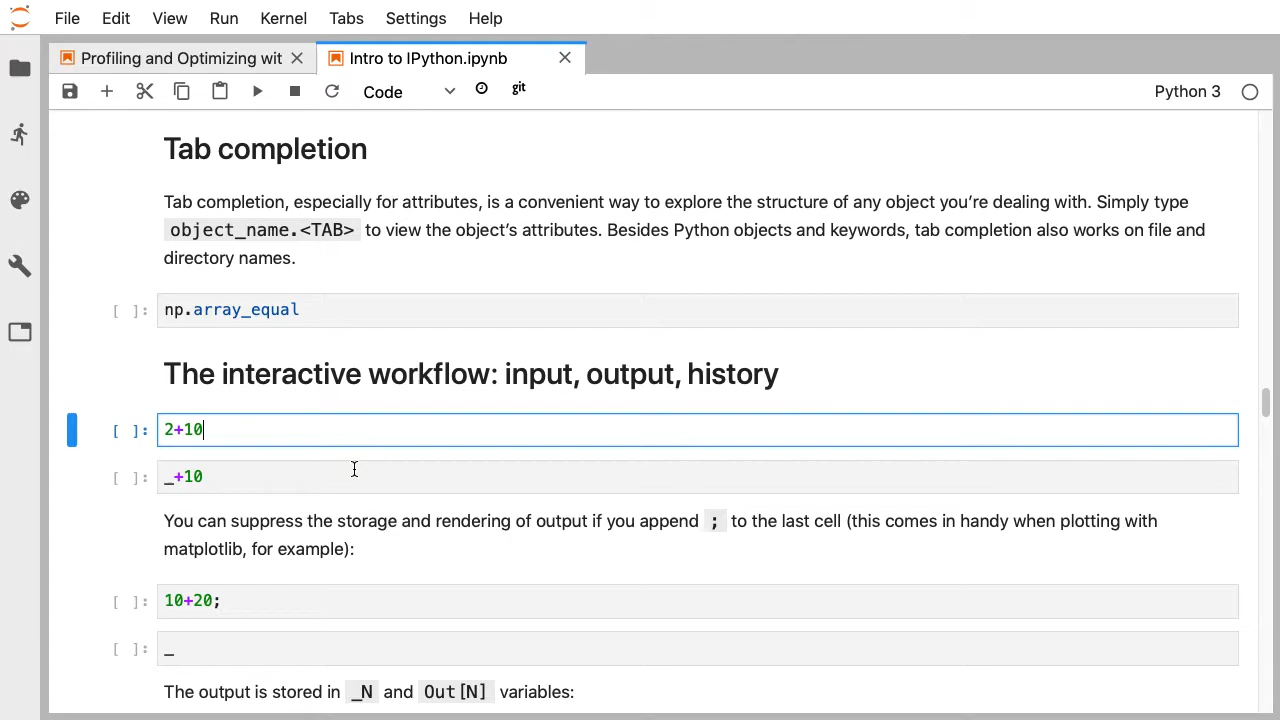 File Edit View Run Kernel Tabs Settings Help
Profiling and Optimizing wit
Intro to IPython.ipynb
Code
git
Python 3
Tab completion
Tab completion, especially for attributes, is a convenient way to explore the structure of any object you’re dealing with. Simply type
object_name.<TAB> to view the object’s attributes. Besides Python objects and keywords, tab completion also works on file and
directory names.
[ ]: np.array_equal
The interactive workflow: input, output, history
[ ]: 2+10
[ ]: _+10
You can suppress the storage and rendering of output if you append ; to the last cell (this comes in handy when plotting with
matplotlib, for example):
[ ]: 10+20;
[ ]: _
The output is stored in _N and Out[N] variables: